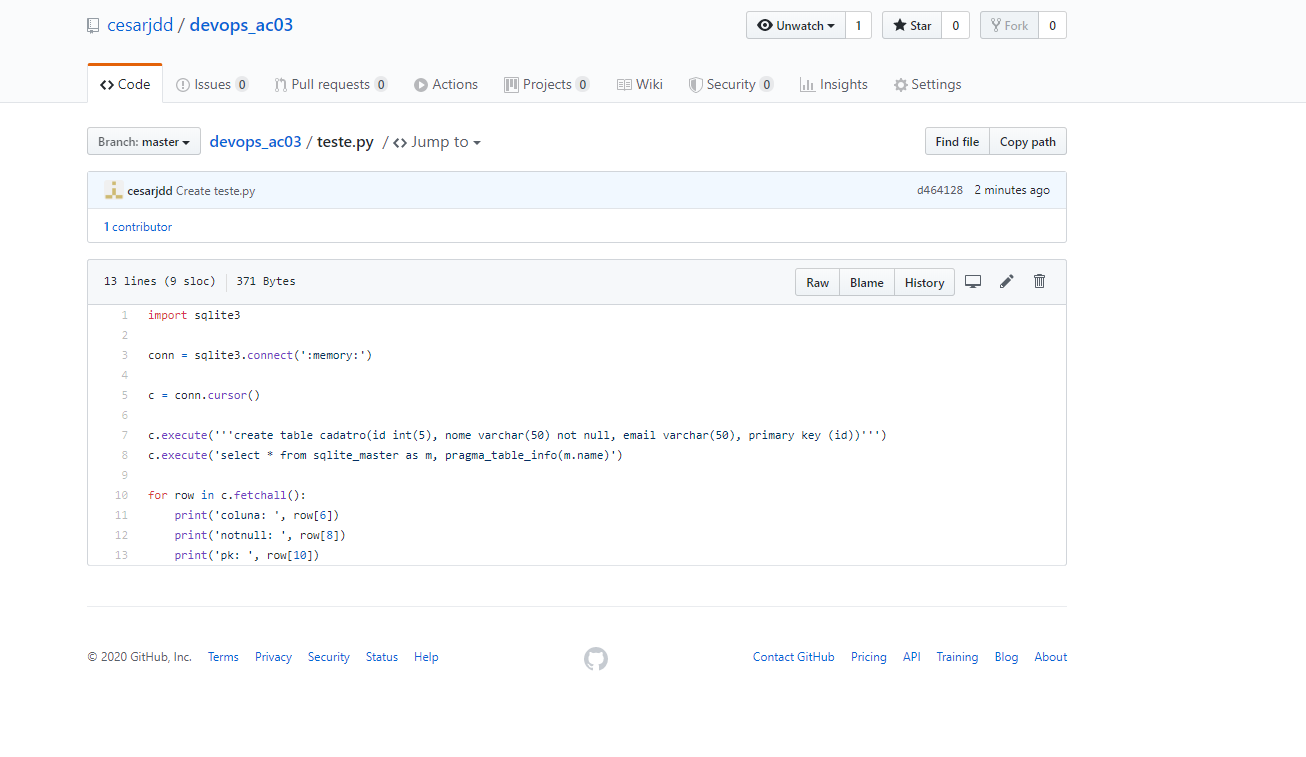 cesarjdd / devops_ac03
Unwatch 1 Star 0 Fork 0
Code Issues 0 Pull requests 0 Actions Projects 0 Wiki Security 0 Insights Settings
Branch: master devops_ac03 / teste.py / <> Jump to Find file Copy path
cesarjdd Create teste.py d464128 2 minutes ago
1 contributor
13 lines (9 sloc) 371 Bytes Raw Blame History
1 import sqlite3
2
3 conn = sqlite3.connect(':memory:')
4
5 c = conn.cursor()
6
7 c.execute('''create table cadatro(id int(5), nome varchar(50) not null, email varchar(50), primary key (id))''')
8 c.execute('select * from sqlite_master as m, pragma_table_info(m.name)')
9
10 for row in c.fetchall():
11     print('coluna: ', row[6])
12     print('notnull: ', row[8])
13     print('pk: ', row[10])
© 2020 GitHub, Inc. Terms Privacy Security Status Help Contact GitHub Pricing API Training Blog About